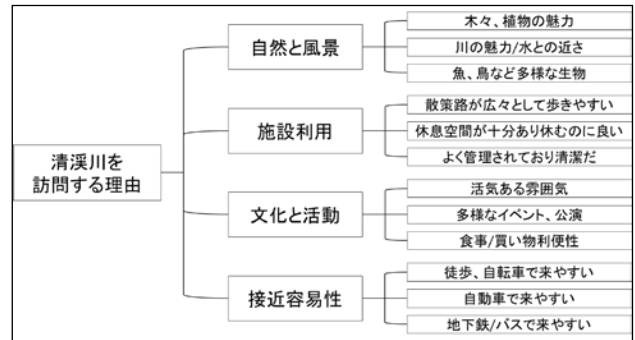 清渓川を
訪問する理由
自然と風景
木々、植物の魅力
川の魅力/水との近さ
魚、鳥など多様な生物
施設利用
散策路が広々として歩きやすい
休息空間が十分あり休むのに良い
よく管理されており清潔だ
文化と活動
活気ある雰囲気
多様なイベント、公演
食事/買い物利便性
接近容易性
徒歩、自転車で来やすい
自動車で来やすい
地下鉄/バスで来やすい